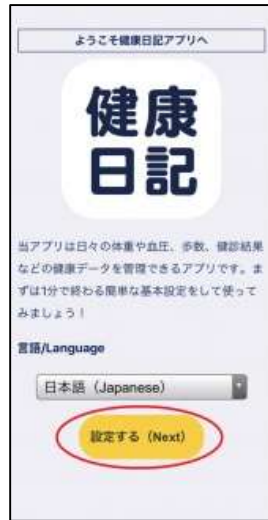 ようこそ健康日記アプリへ
健康
日記
当アプリは日々の体重や血圧、歩数、健診結果
などの健康データを管理できるアプリです。ま
ずは1分で終わる簡単な基本設定をして使って
みましょう！
言語/Language
日本語（Japanese）
設定する（Next）